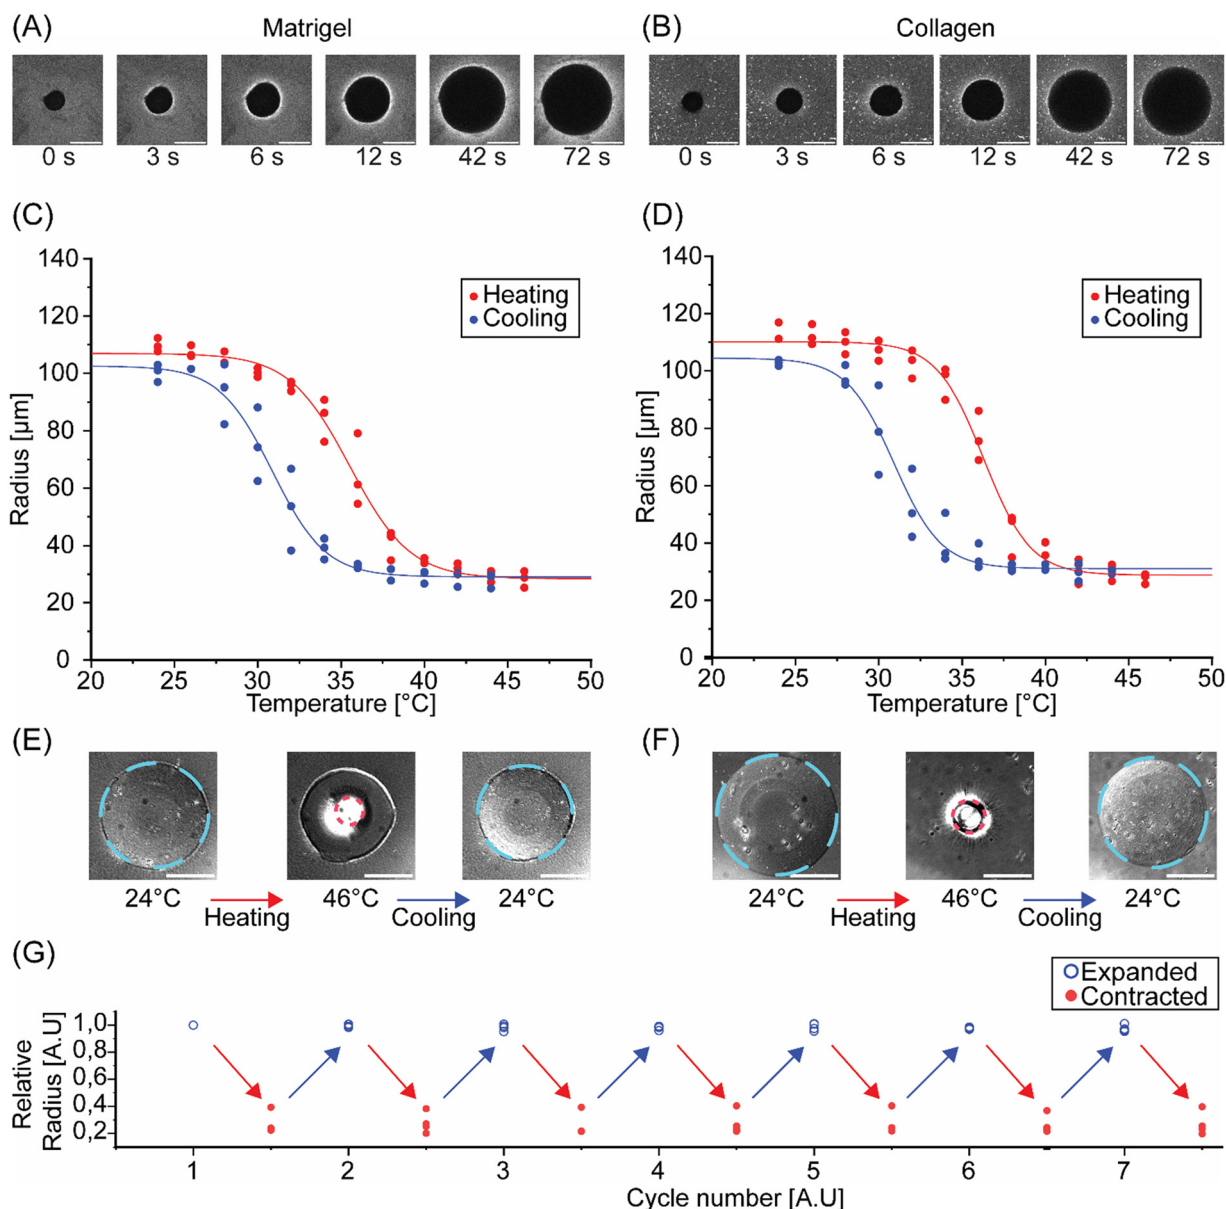 (A) Matrigel
0 s 3 s 6 s 12 s 42 s 72 s
(B) Collagen
0 s 3 s 6 s 12 s 42 s 72 s
(C)
Radius [µm]
140
120
100
80
60
40
20
0
Heating
Cooling
20 25 30 35 40 45 50
Temperature [°C]
(D)
Radius [µm]
140
120
100
80
60
40
20
0
Heating
Cooling
20 25 30 35 40 45 50
Temperature [°C]
(E)
24°C 46°C 24°C
Heating Cooling
(F)
24°C 46°C 24°C
Heating Cooling
(G)
Expanded
Contracted
Relative
Radius [A.U]
1,0
0,8
0,6
0,4
0,2
1 2 3 4 5 6 7
Cycle number [A.U]